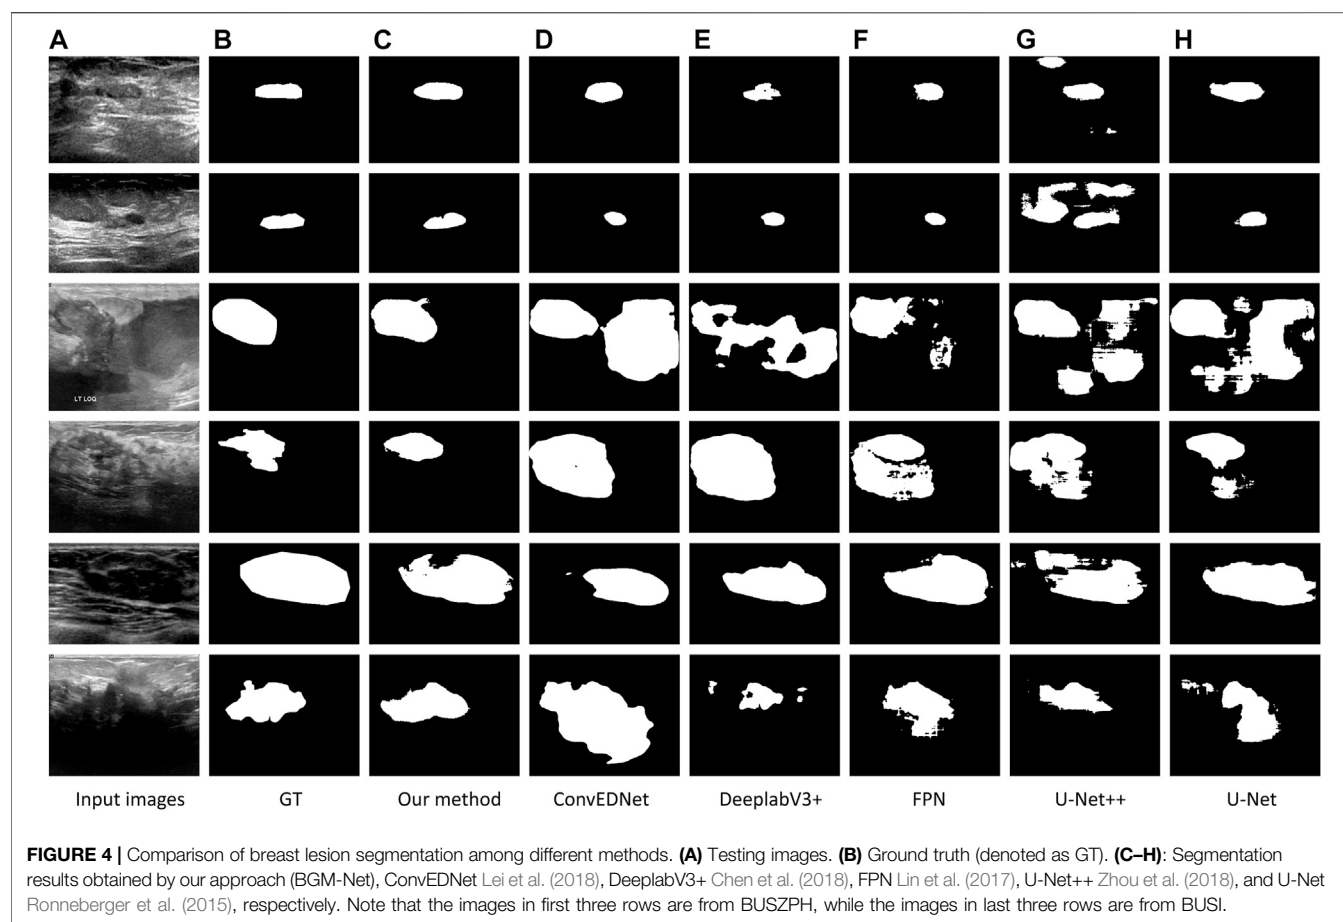 A B C D E F G H
LT LOQ
Input images GT Our method ConvEDNet DeeplabV3+ FPN U-Net++ U-Net
FIGURE 4 | Comparison of breast lesion segmentation among different methods. (A) Testing images. (B) Ground truth (denoted as GT). (C–H): Segmentation
results obtained by our approach (BGM-Net), ConvEDNet Lei et al. (2018), DeeplabV3+ Chen et al. (2018), FPN Lin et al. (2017), U-Net++ Zhou et al. (2018), and U-Net
Ronneberger et al. (2015), respectively. Note that the images in first three rows are from BUSZPH, while the images in last three rows are from BUSI.